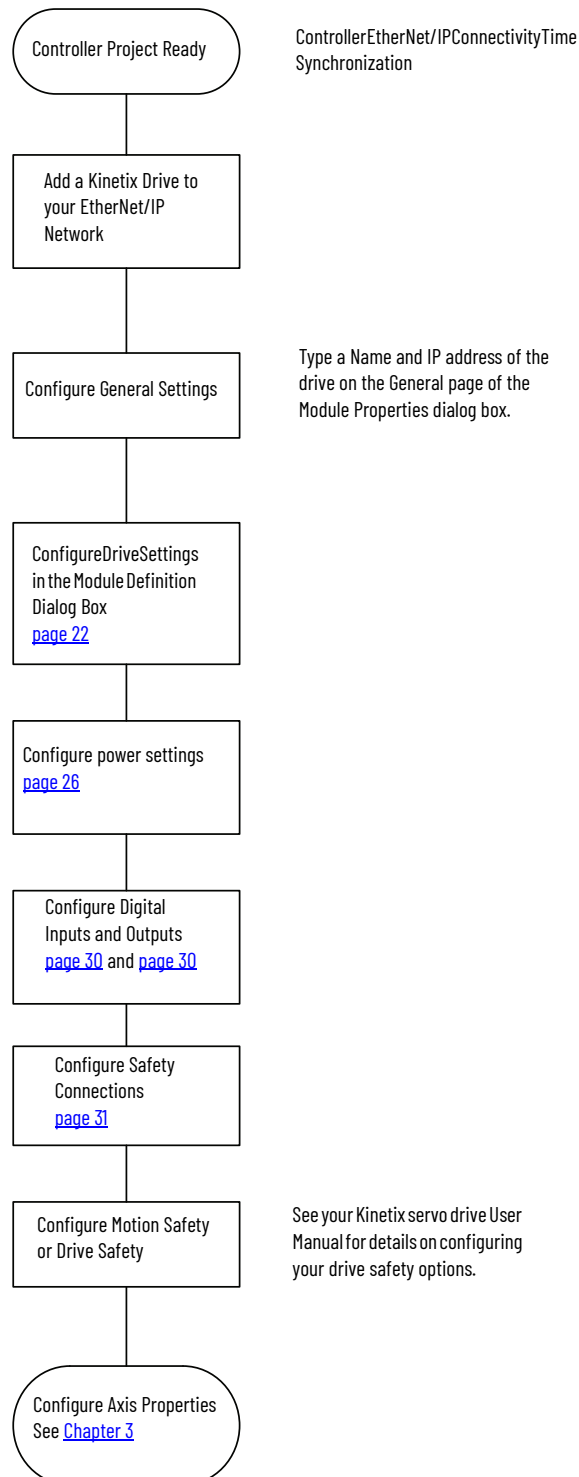 Controller Project Ready
ControllerEtherNet/IPConnectivityTime
Synchronization
Add a Kinetix Drive to
your EtherNet/IP
Network
Configure General Settings
Type a Name and IP address of the
drive on the General page of the
Module Properties dialog box.
ConfigureDriveSettings
in the Module Definition
Dialog Box
page 22
Configure power settings
page 26
Configure Digital
Inputs and Outputs
page 30 and page 30
Configure Safety
Connections
page 31
Configure Motion Safety
or Drive Safety
See your Kinetix servo drive User
Manual for details on configuring
your drive safety options.
Configure Axis Properties
See Chapter 3